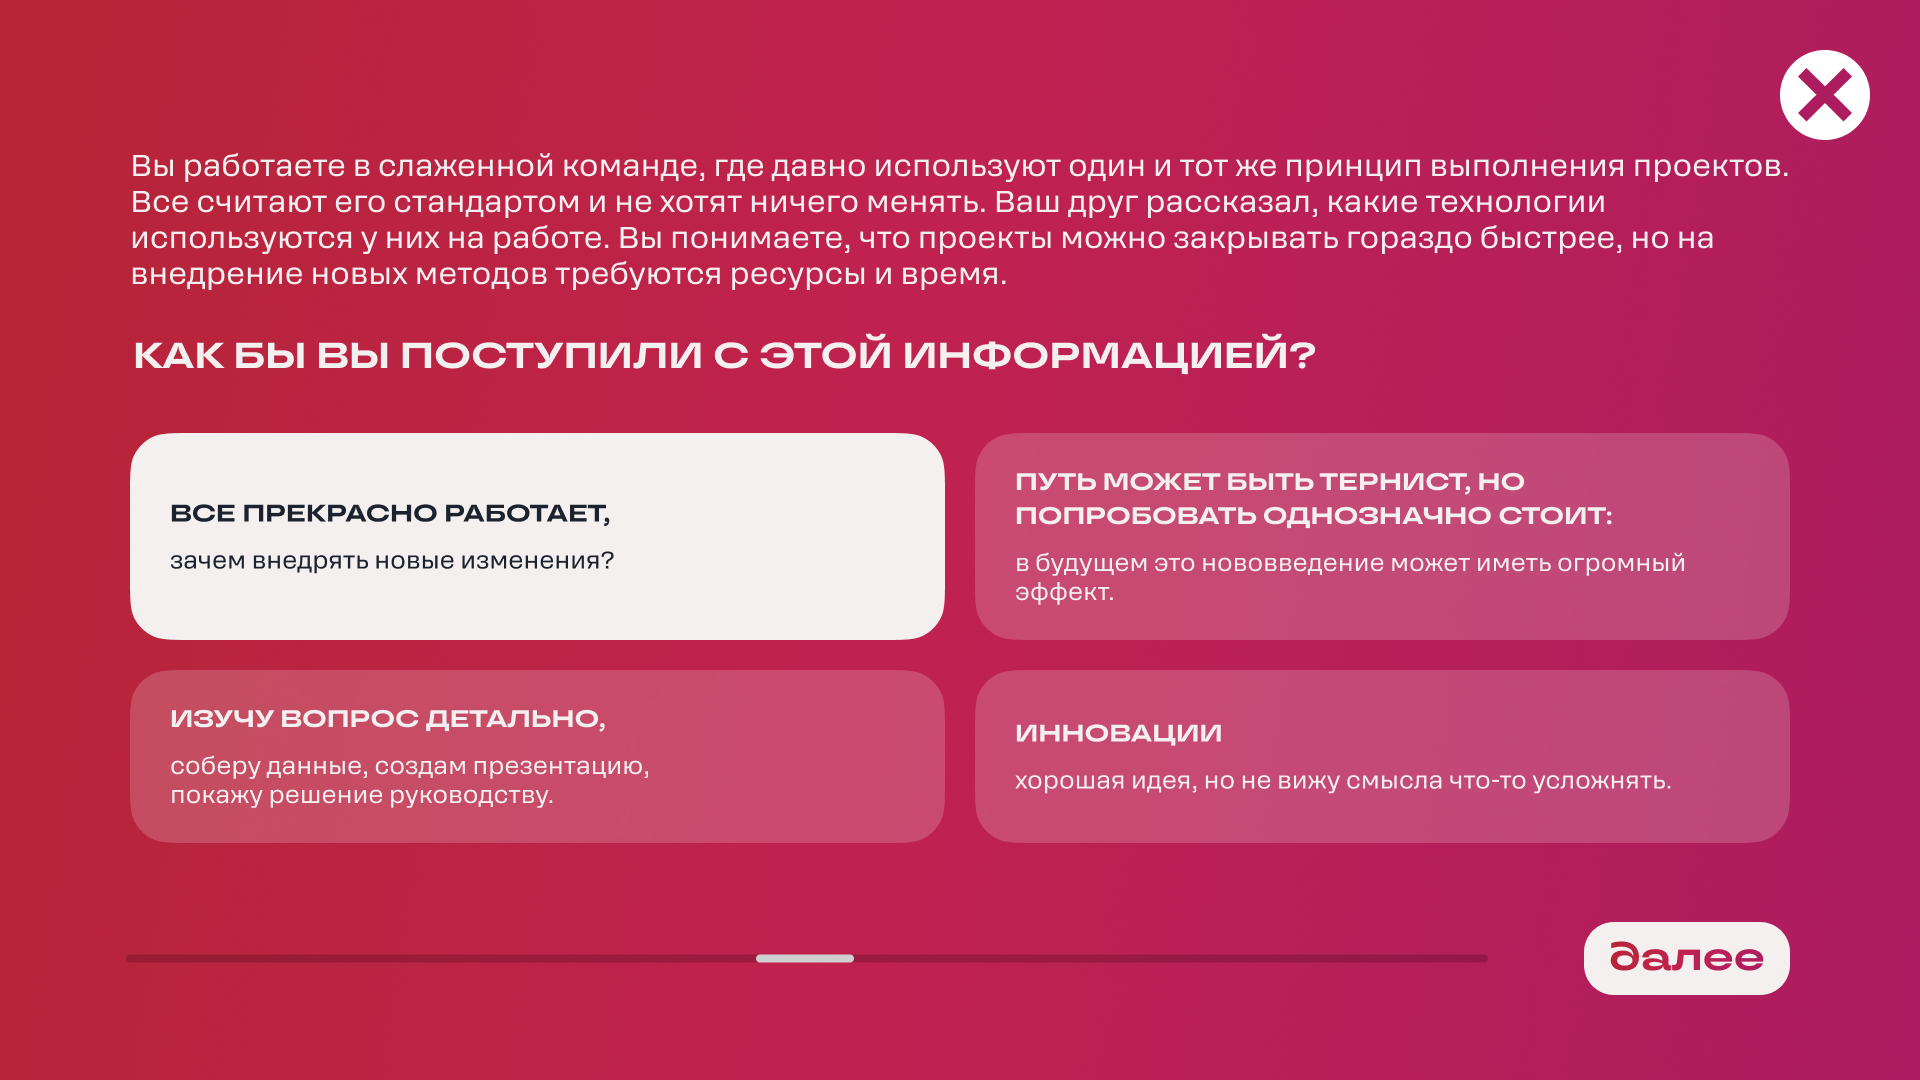 Вы работаете в слаженной команде, где давно используют один и тот же принцип выполнения проектов.
Все считают его стандартом и не хотят ничего менять. Ваш друг рассказал, какие технологии
используются у них на работе. Вы понимаете, что проекты можно закрывать гораздо быстрее, но на
внедрение новых методов требуются ресурсы и время.
КАК БЫ ВЫ ПОСТУПИЛИ С ЭТОЙ ИНФОРМАЦИЕЙ?
ВСЕ ПРЕКРАСНО РАБОТАЕТ,
зачем внедрять новые изменения?
ПУТЬ МОЖЕТ БЫТЬ ТЕРНИСТ, НО
ПОПРОБОВАТЬ ОДНОЗНАЧНО СТОИТ:
в будущем это нововведение может иметь огромный
эффект.
ИЗУЧУ ВОПРОС ДЕТАЛЬНО,
соберу данные, создам презентацию,
покажу решение руководству.
ИННОВАЦИИ
хорошая идея, но не вижу смысла что-то усложнять.
далее